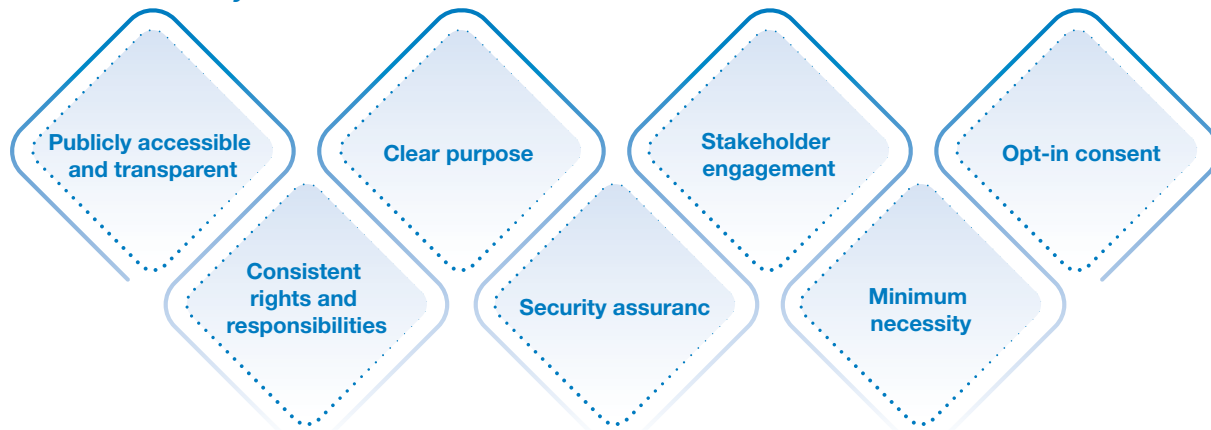 Publicly accessible
and transparent
Clear purpose
Stakeholder
engagement
Opt-in consent
Consistent
rights and
responsibilities
Security assuranc
Minimum
necessity